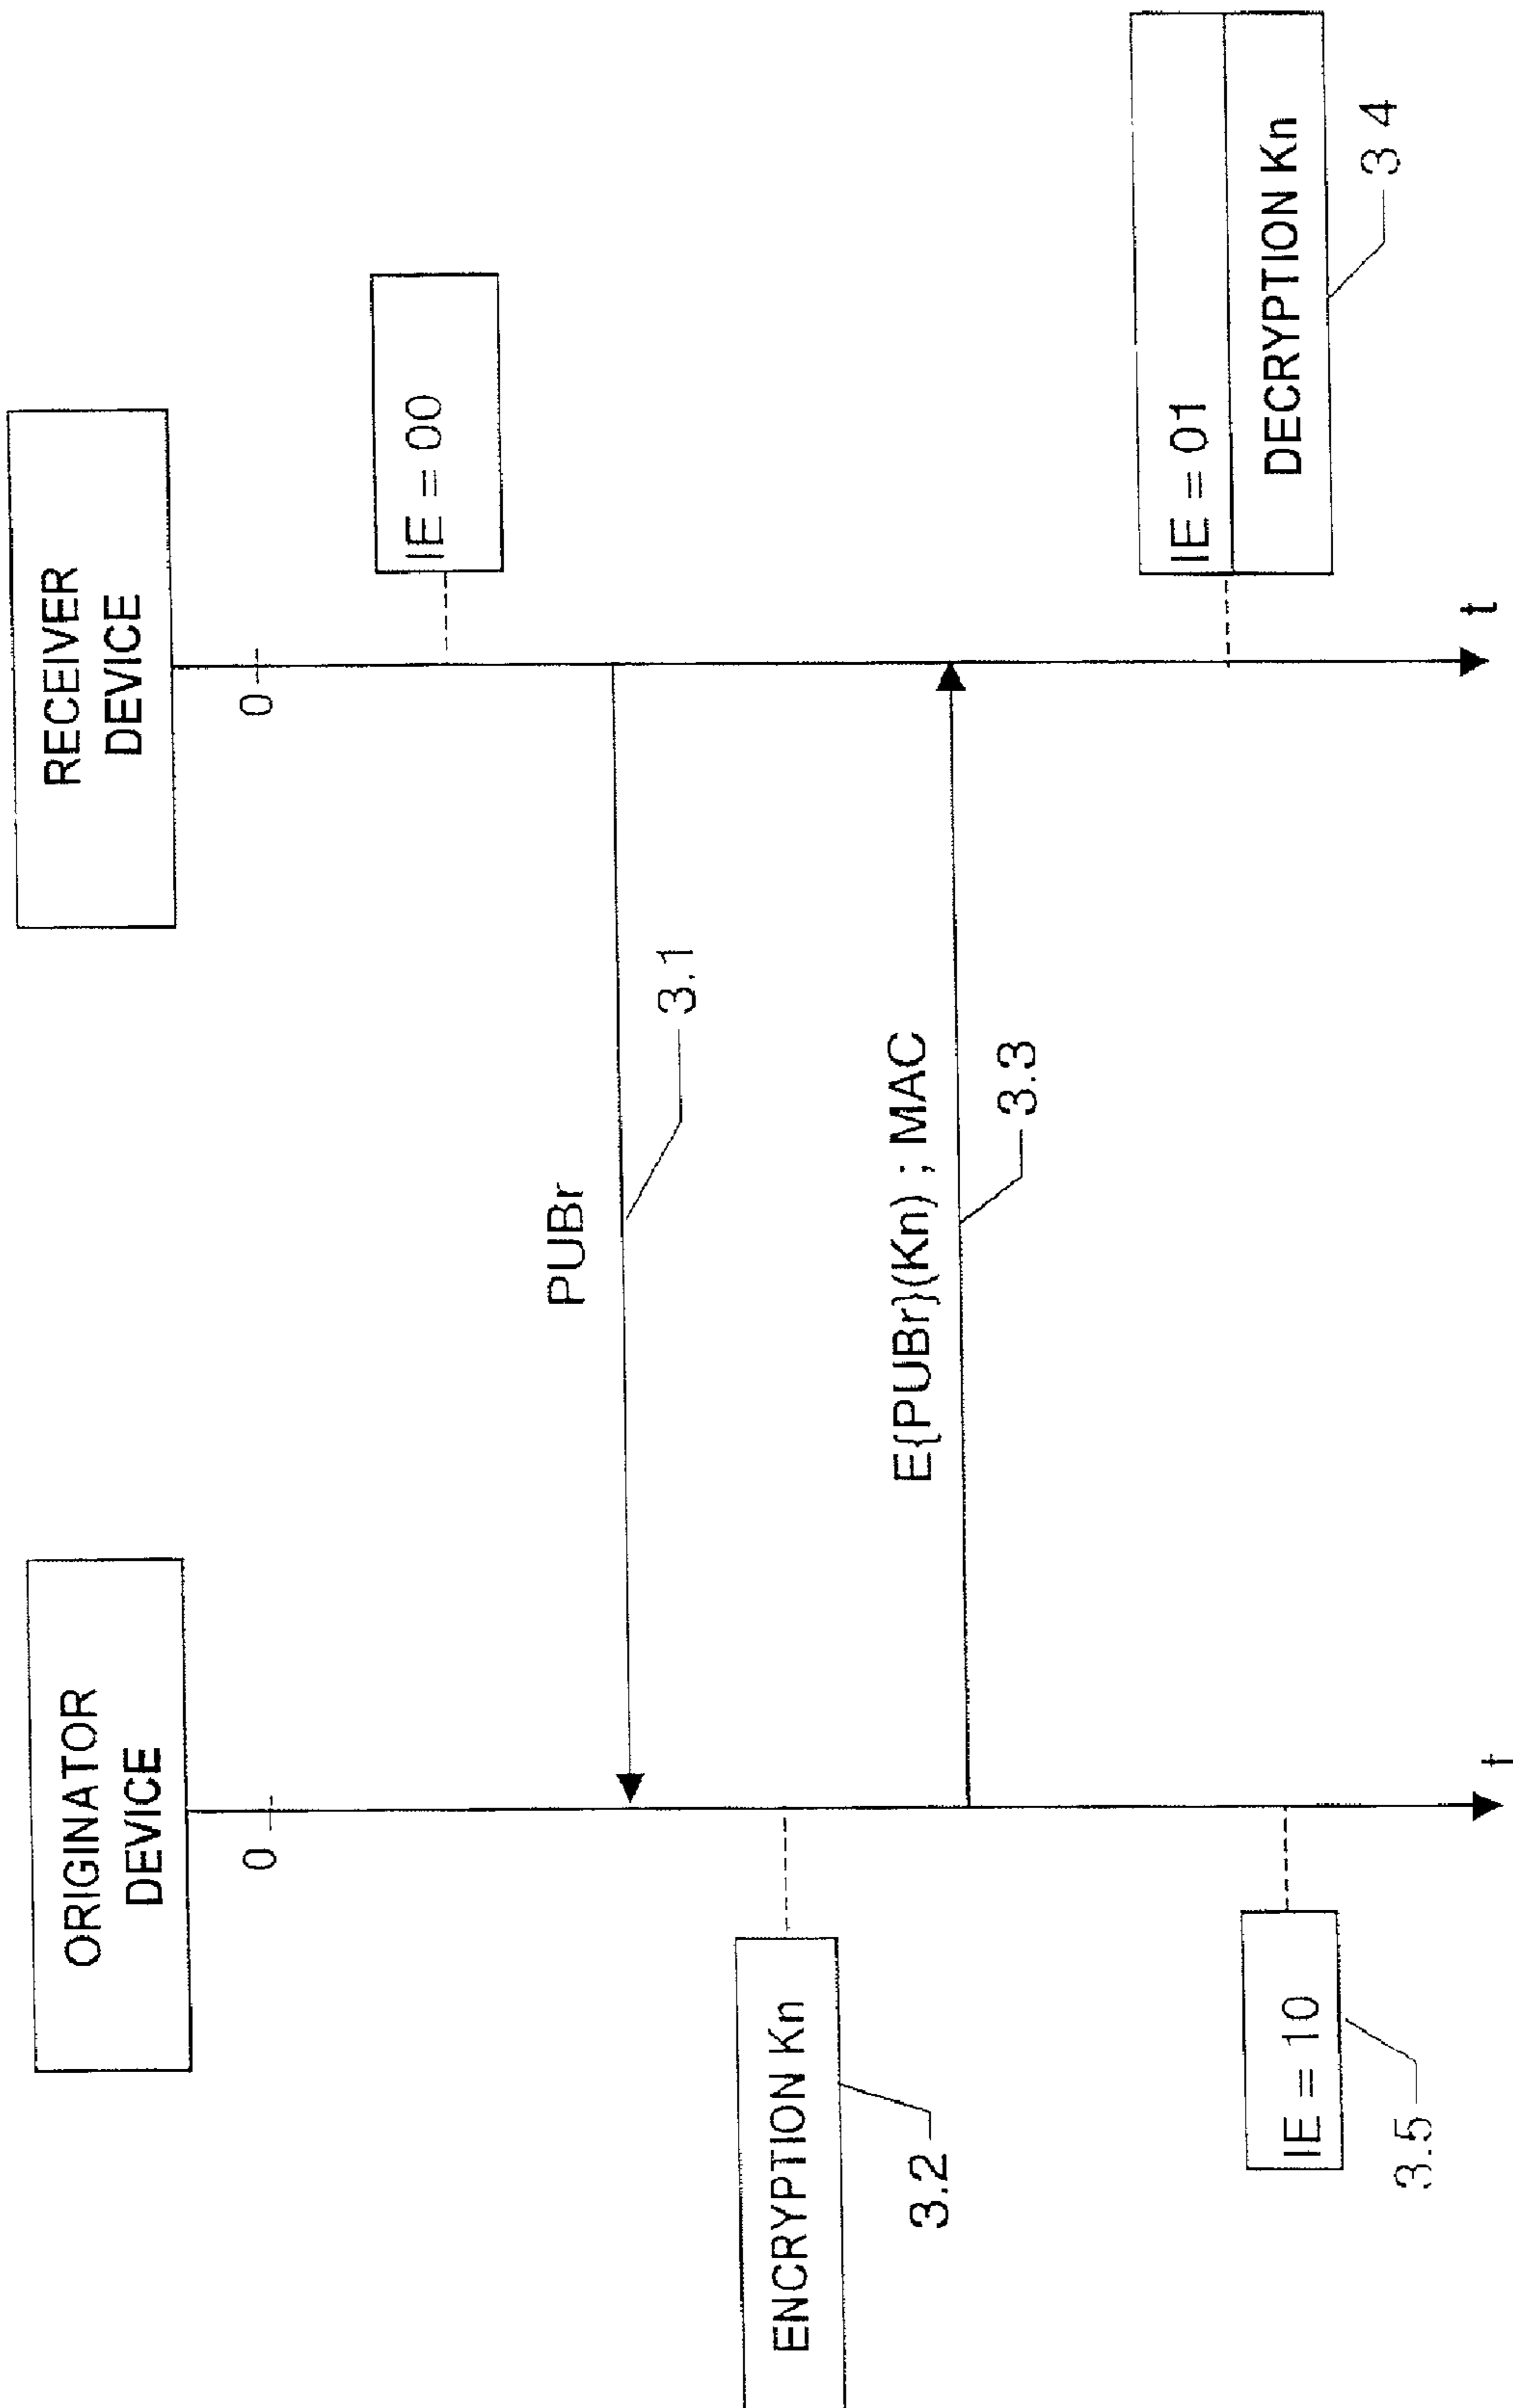 ORIGINATOR
DEVICE
RECEIVER
DEVICE
0
0
IE = 00
PUBr
3.1
ENCRYPTION Kn
3.2
E{PUBr}(Kn) ; MAC
3.3
IE = 01
DECRYPTION Kn
3 4
IE = 10
3.5
t
t